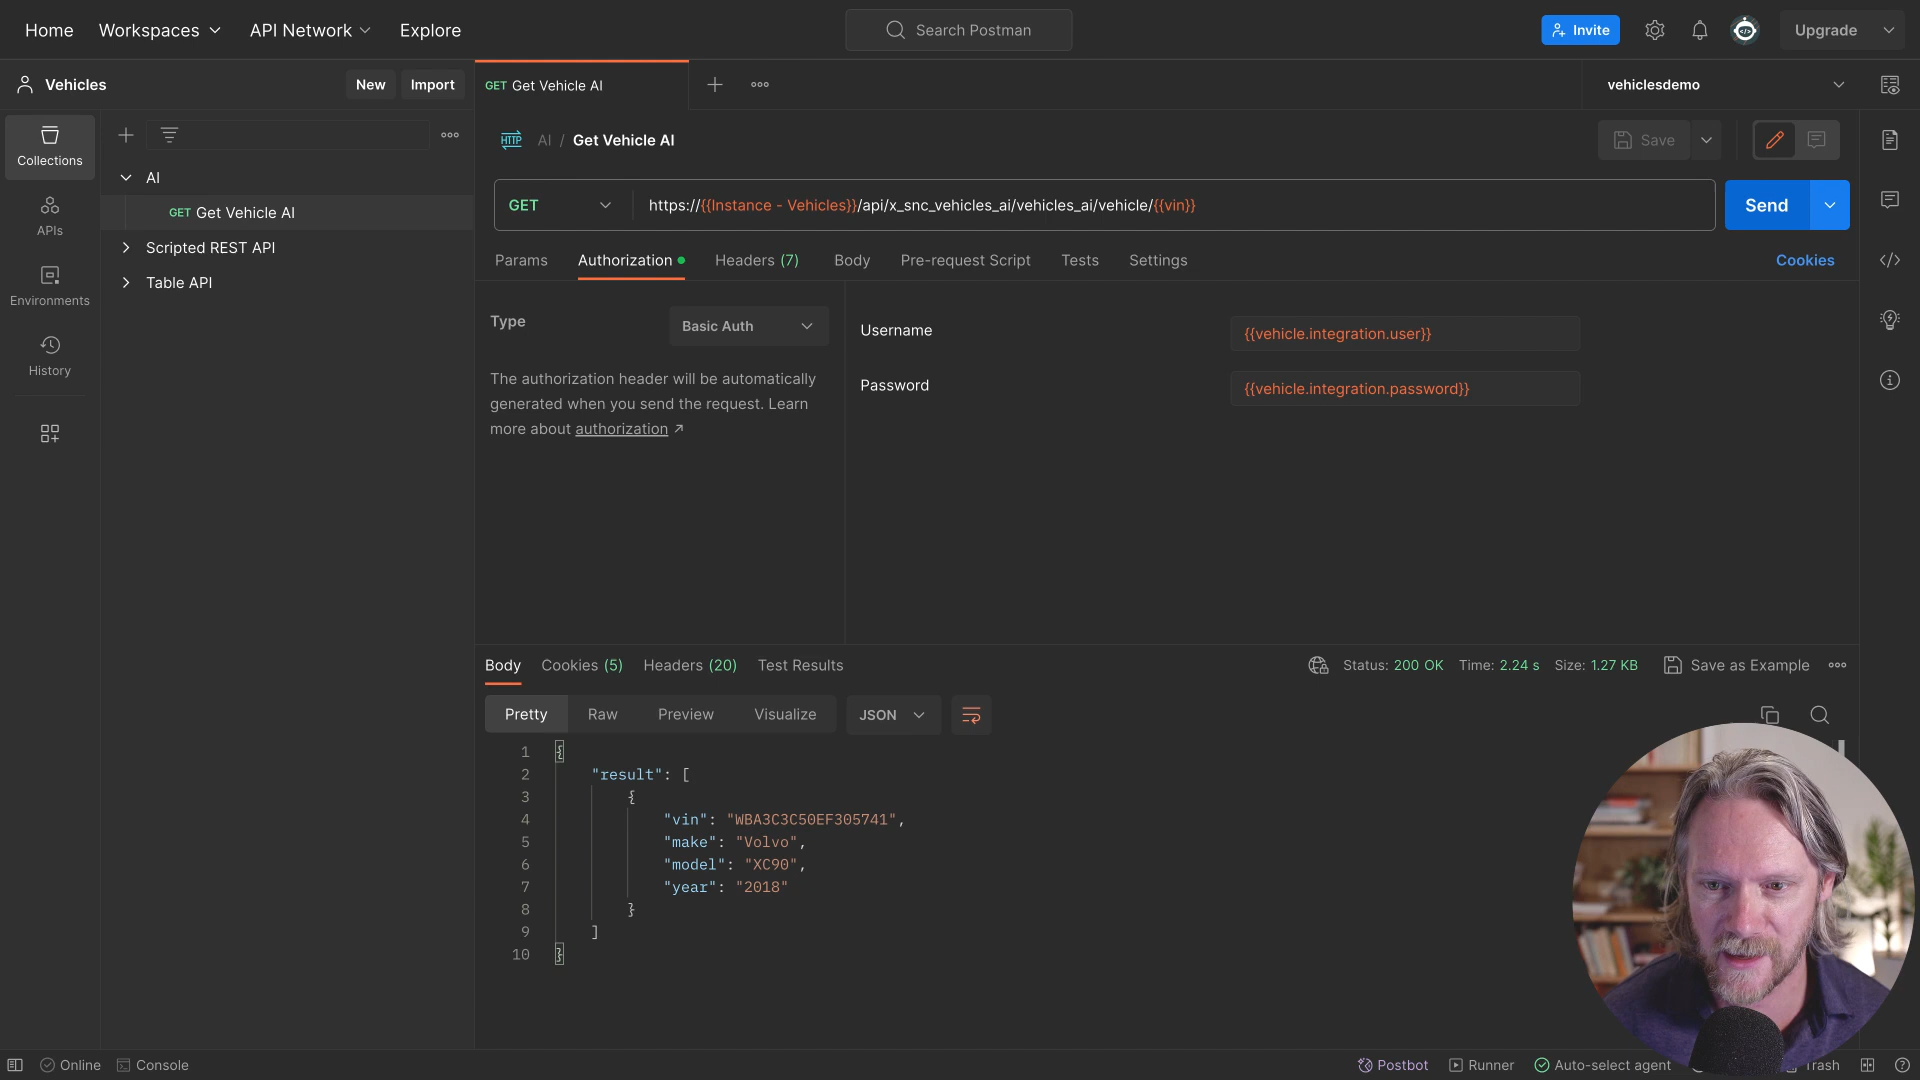 Home Workspaces API Network Explore Search Postman Invite Upgrade
Vehicles New Import GET Get Vehicle AI vehiclesdemo
Collections
APIs
Environments
History
AI
GET Get Vehicle AI
Scripted REST API
Table API
HTTP AI / Get Vehicle AI Save
GET https://{{Instance - Vehicles}}/api/x_snc_vehicles_ai/vehicles_ai/vehicle/{{vin}} Send
Params Authorization Headers (7) Body Pre-request Script Tests Settings Cookies
Type Basic Auth
The authorization header will be automatically
generated when you send the request. Learn
more about authorization ↗
Username {{vehicle.integration.user}}
Password {{vehicle.integration.password}}
Body Cookies (5) Headers (20) Test Results Status: 200 OK Time: 2.24 s Size: 1.27 KB Save as Example
Pretty Raw Preview Visualize JSON
1 {
2 "result": [
3 {
4 "vin": "WBA3C3C50EF305741",
5 "make": "Volvo",
6 "model": "XC90",
7 "year": "2018"
8 }
9 ]
10 }
Online Console Postbot Runner Auto-select agent Trash